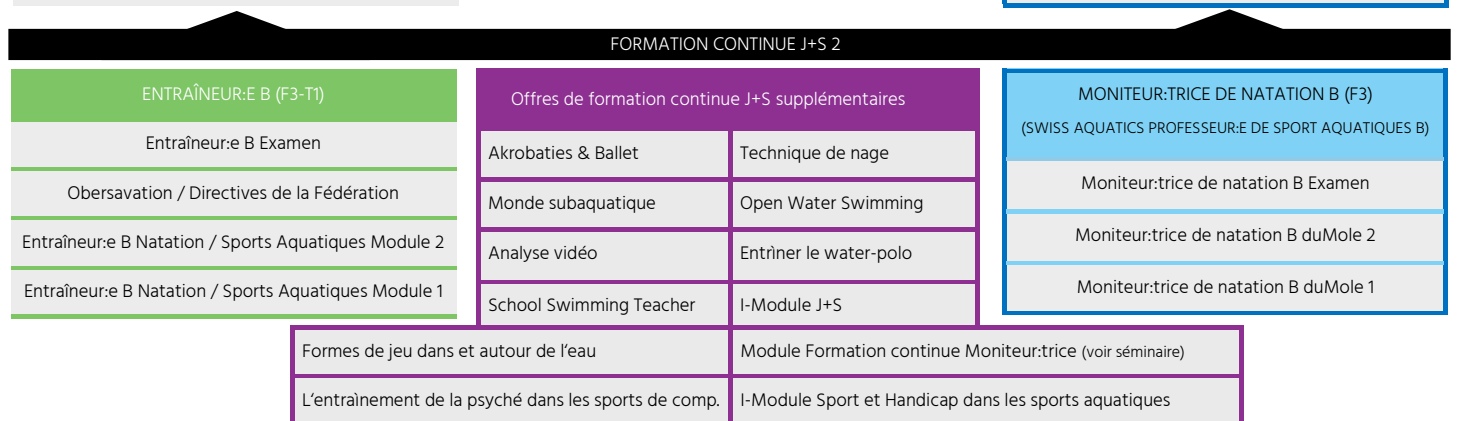 FORMATION CONTINUE J+S 2
ENTRAÎNEUR:E B (F3-T1)
Entraîneur:e B Examen
Obersavation / Directives de la Fédération
Entraîneur:e B Natation / Sports Aquatiques Module 2
Entraîneur:e B Natation / Sports Aquatiques Module 1
Offres de formation continue J+S supplémentaires
Akrobaties & Ballet
Technique de nage
Monde subaquatique
Open Water Swimming
Analyse vidéo
Entrìner le water-polo
School Swimming Teacher
I-Module J+S
Formes de jeu dans et autour de l‘eau
Module Formation continue Moniteur:trice (voir séminaire)
L‘entraìnement de la psyché dans les sports de comp.
I-Module Sport et Handicap dans les sports aquatiques
MONITEUR:TRICE DE NATATION B (F3)
(SWISS AQUATICS PROFESSEUR:E DE SPORT AQUATIQUES B)
Moniteur:trice de natation B Examen
Moniteur:trice de natation B duMole 2
Moniteur:trice de natation B duMole 1